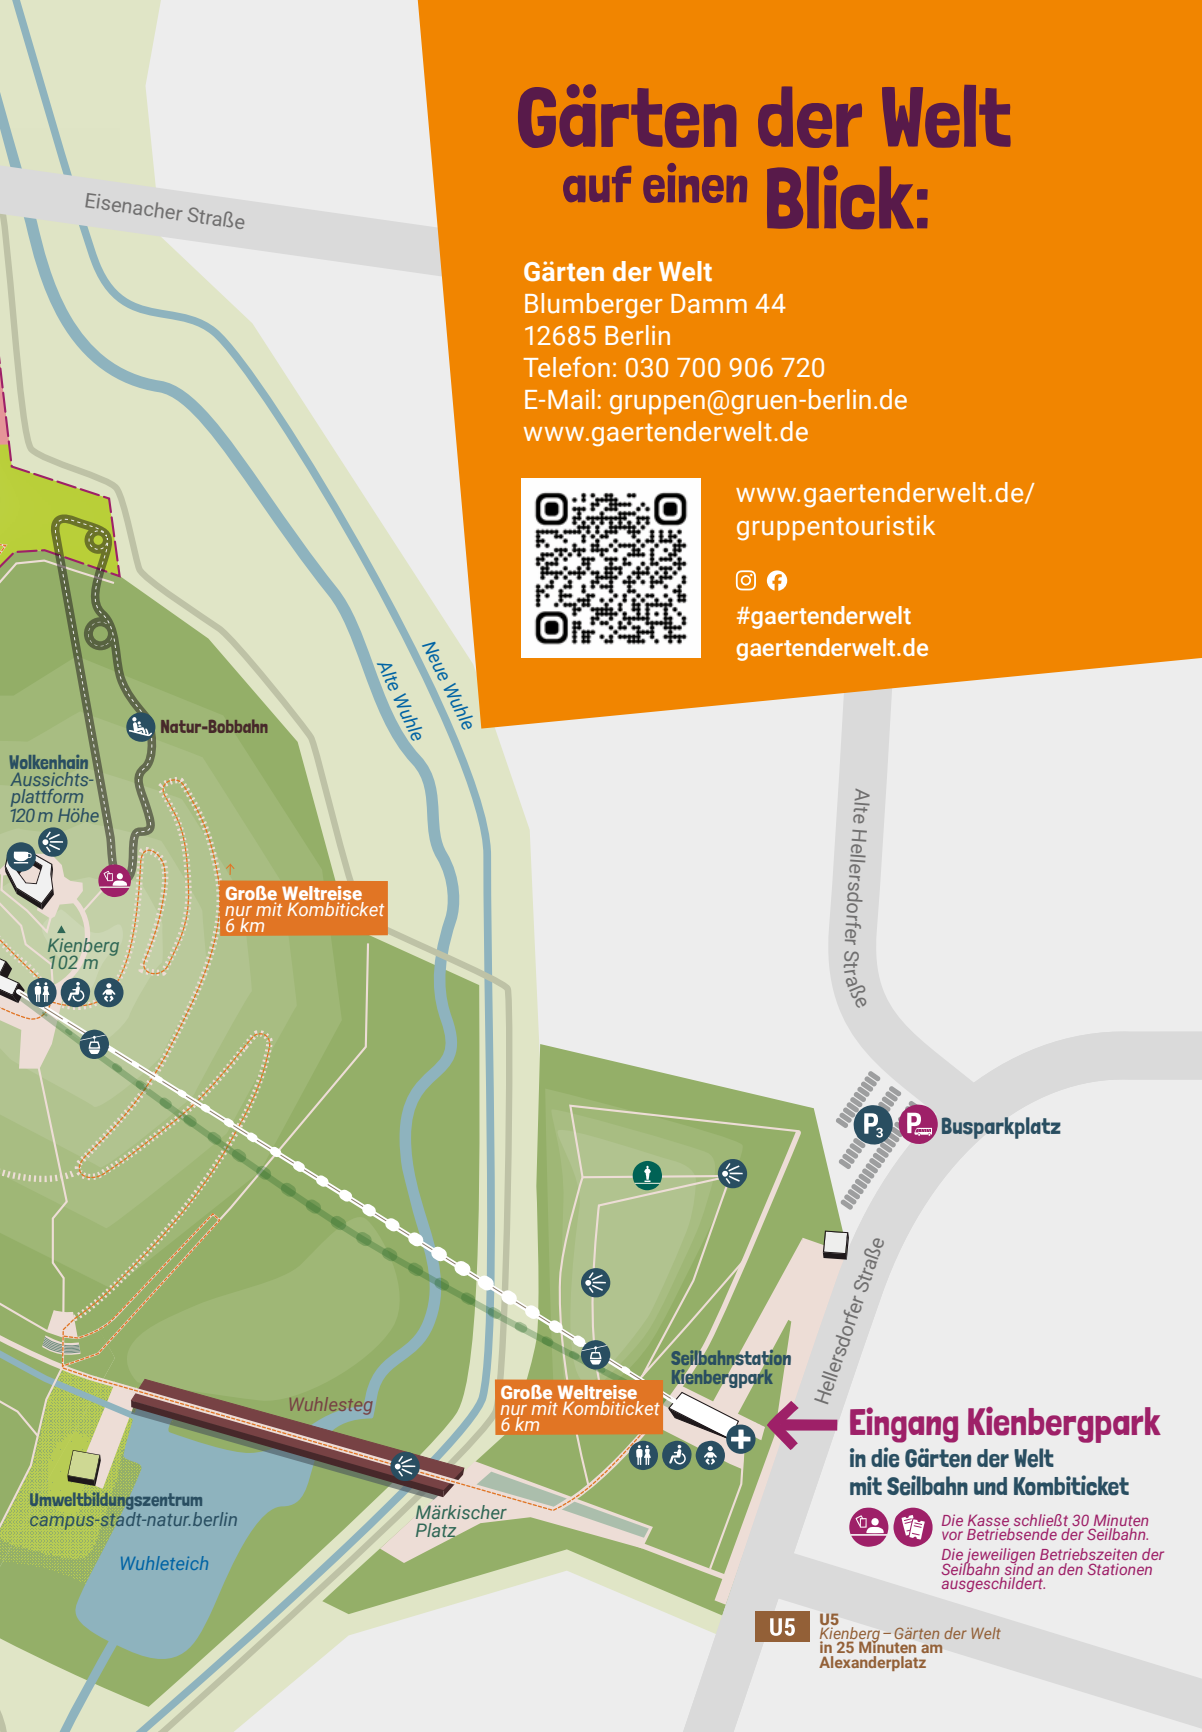 Gärten der Welt
auf einen Blick:
Gärten der Welt
Blumberger Damm 44
12685 Berlin
Telefon: 030 700 906 720
E-Mail: gruppen@gruen-berlin.de
www.gaertenderwelt.de
www.gaertenderwelt.de/
gruppentouristik
#gaertenderwelt
gaertenderwelt.de
Eisenacher Straße
Neue Wuhle
Alte Wuhle
Natur-Bobbahn
Wolkenhain
Aussichts-
plattform
120 m Höhe
Große Weltreise
nur mit Kombiticket
6 km
Kienberg
102 m
Alte Hellersdorfer Straße
P3
P
Busparkplatz
Hellersdorfer Straße
Seilbahnstation
Kienbergpark
Große Weltreise
nur mit Kombiticket
6 km
Wuhlesteg
Eingang Kienbergpark
in die Gärten der Welt
mit Seilbahn und Kombiticket
Die Kasse schließt 30 Minuten
vor Betriebsende der Seilbahn.
Die jeweiligen Betriebszeiten der
Seilbahn sind an den Stationen
ausgeschildert.
Umweltbildungszentrum
campus-stadt-natur.berlin
Märkischer
Platz
Wuhleteich
U5
U5
Kienberg – Gärten der Welt
in 25 Minuten am
Alexanderplatz